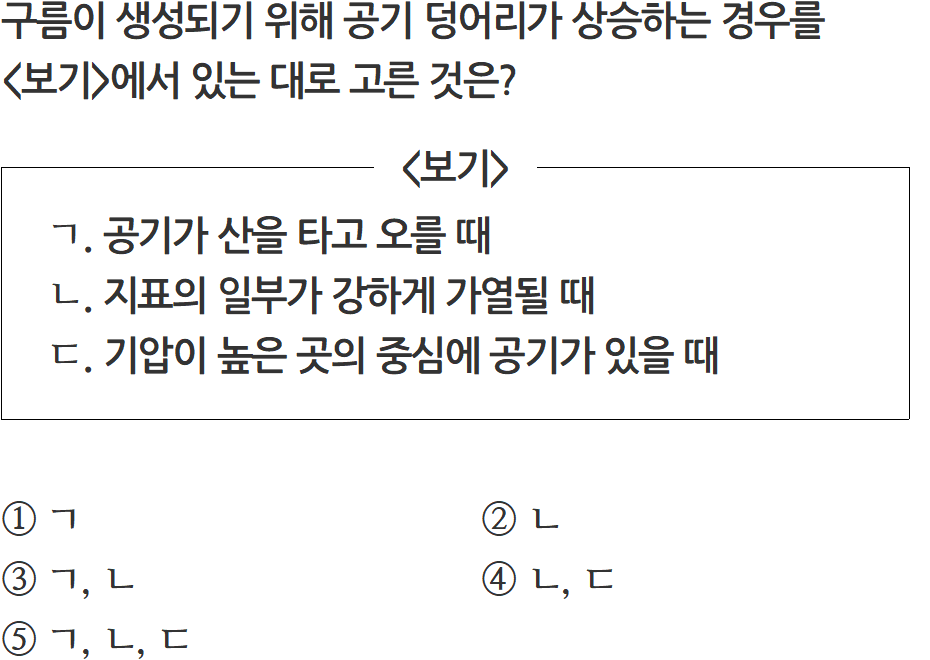 구름이 생성되기 위해 공기 덩어리가 상승하는 경우를
<보기>에서 있는 대로 고른 것은?
<보기>
ㄱ. 공기가 산을 타고 오를 때
ㄴ. 지표의 일부가 강하게 가열될 때
ㄷ. 기압이 높은 곳의 중심에 공기가 있을 때
① ㄱ ② ㄴ
③ ㄱ, ㄴ ④ ㄴ, ㄷ
⑤ ㄱ, ㄴ, ㄷ